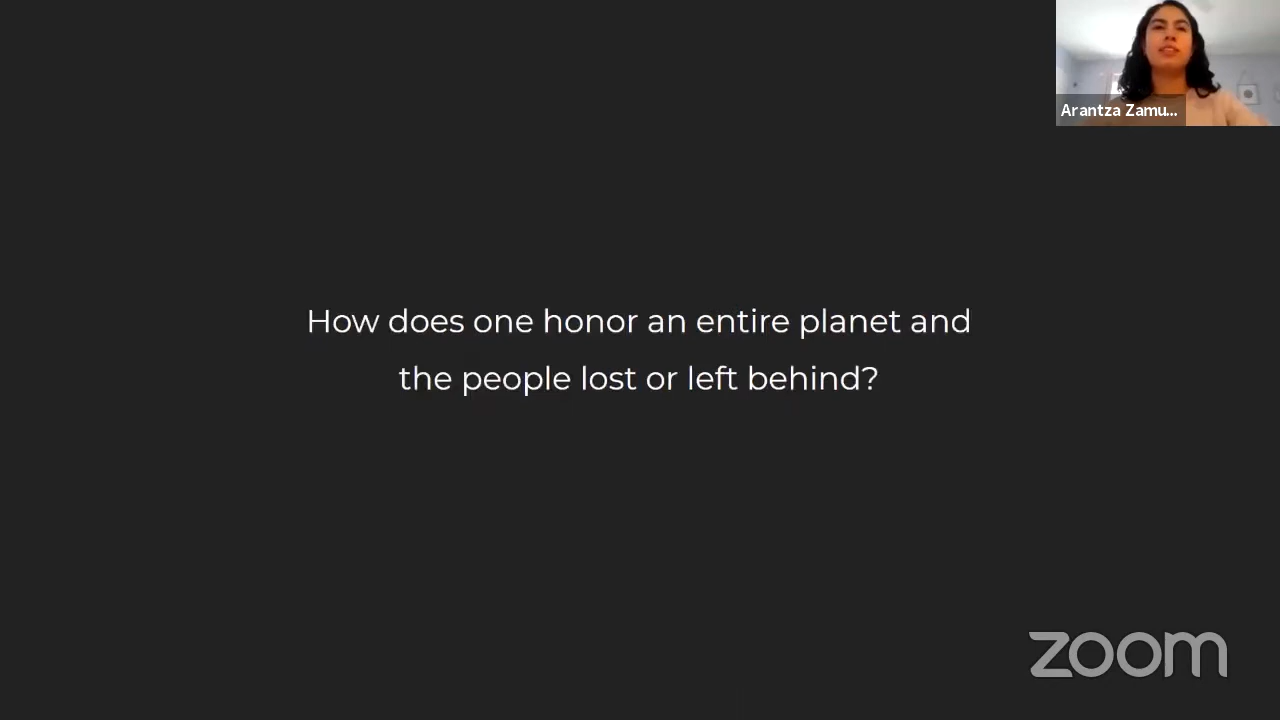 Arantza Zamu...
How does one honor an entire planet and
the people lost or left behind?
zoom